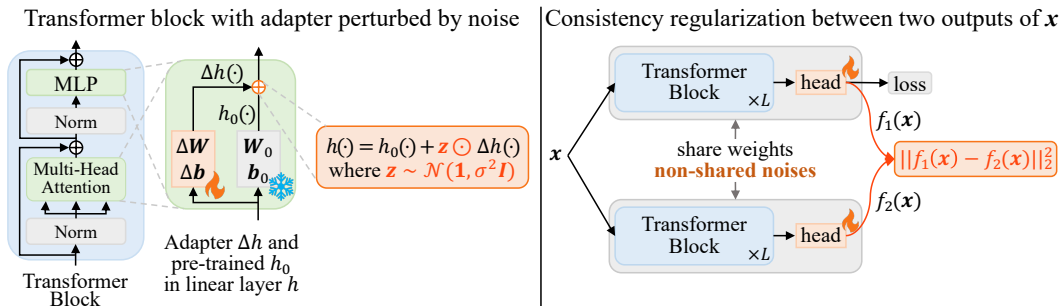 Transformer block with adapter perturbed by noise
MLP
Norm
Multi-Head
Attention
Norm
Transformer
Block
Δh(·)
h₀(·)
ΔW
Δb
W₀
b₀
Adapter Δh and
pre-trained h₀
in linear layer h
h(·) = h₀(·) + z ⊙ Δh(·)
where z ~ 𝒩(1, σ²I)
Consistency regularization between two outputs of x
x
Transformer
Block
×L
head
loss
f₁(x)
share weights
non-shared noises
||f₁(x) − f₂(x)||₂²
f₂(x)
Transformer
Block
×L
head